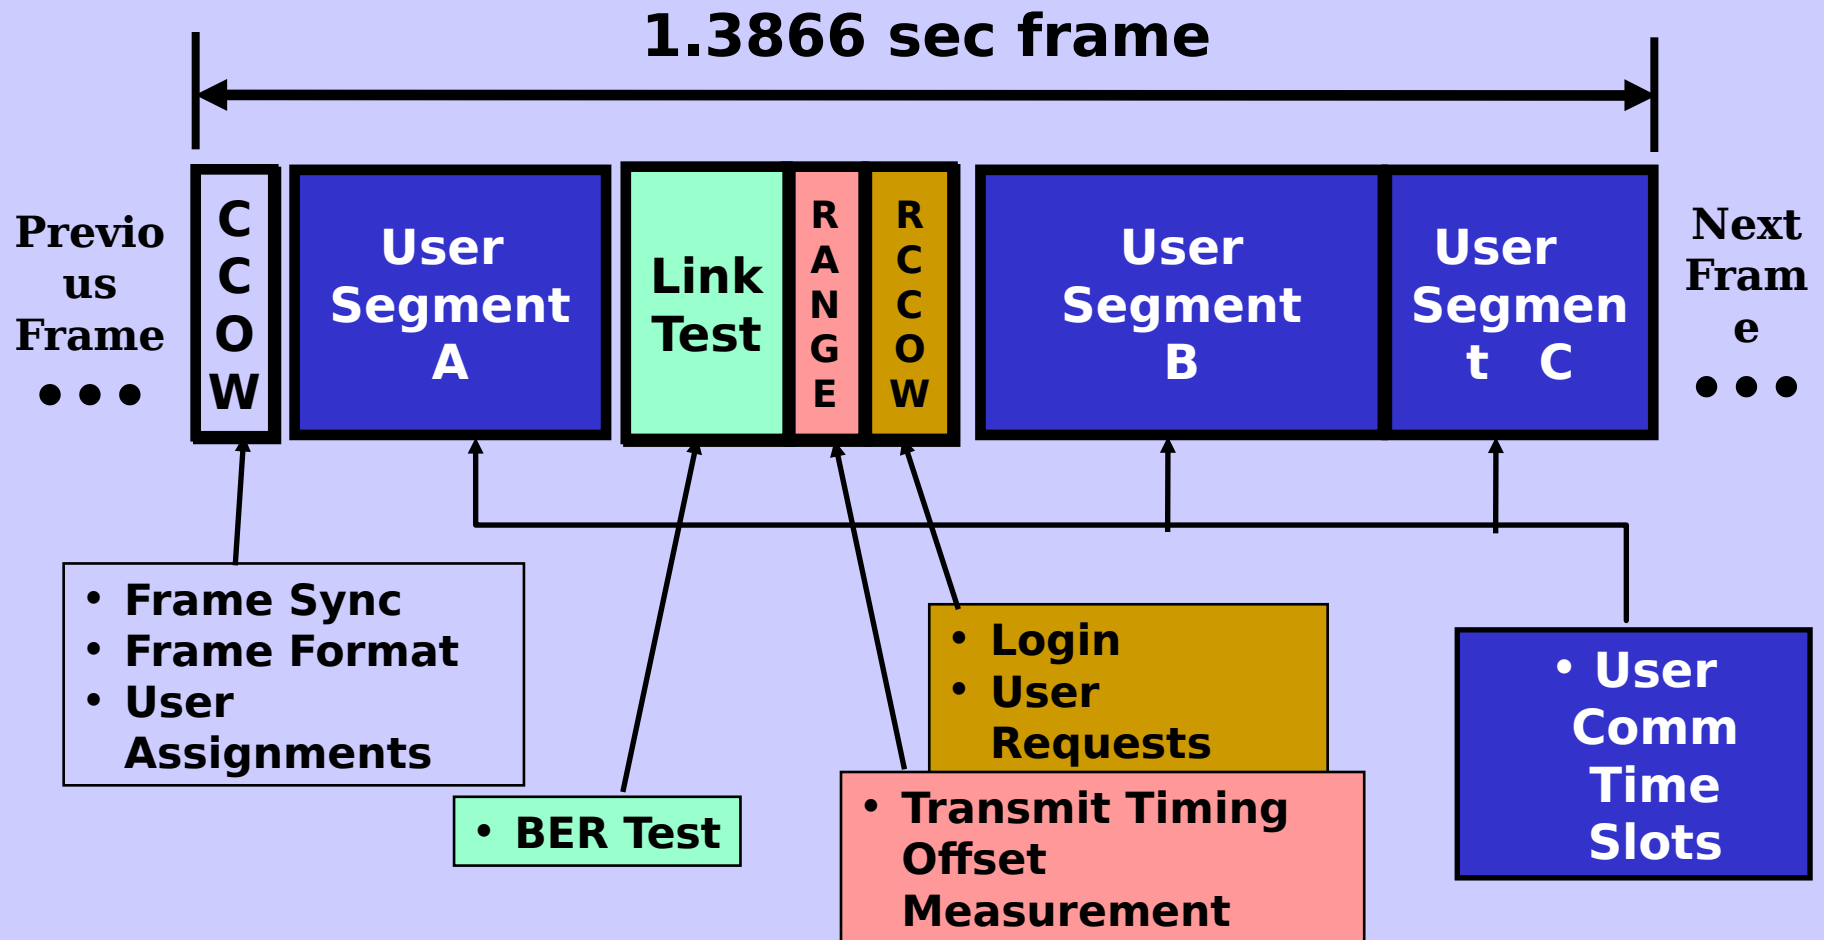 1.3866 sec frame
Previo
us
Frame
• • •
C
C
O
W
User
Segment
A
Link
Test
R
A
N
G
E
R
C
C
O
W
User
Segment
B
User
Segmen
t C
Next
Fram
e
• • •
• Frame Sync
• Frame Format
• User
Assignments
• BER Test
• Login
• User
Requests
• Transmit Timing
Offset
Measurement
• User
Comm
Time
Slots